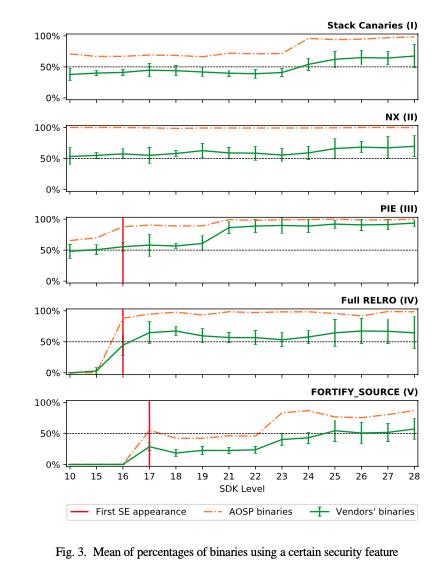 Stack Canaries (I)
100%
50%
0%
NX (II)
100%
50%
0%
PIE (III)
100%
50%
0%
Full RELRO (IV)
100%
50%
0%
FORTIFY_SOURCE (V)
100%
50%
0%
10 15 16 17 18 19 21 22 23 24 25 26 27 28
SDK Level
First SE appearance AOSP binaries Vendors' binaries
Fig. 3. Mean of percentages of binaries using a certain security feature